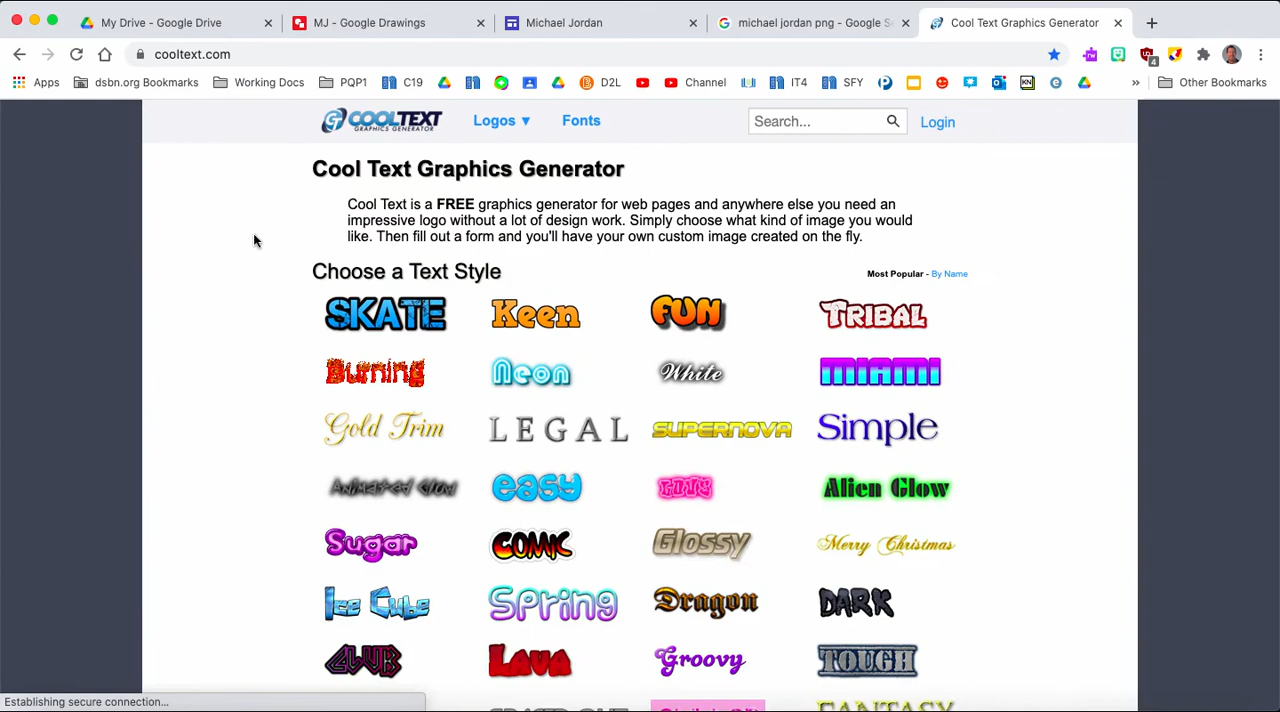 My Drive - Google Drive
MJ - Google Drawings
Michael Jordan
michael jordan png - Google Se
Cool Text Graphics Generator
cooltext.com
4
Apps
dsbn.org Bookmarks
Working Docs
PQP1
C19
D2L
Channel
IT4
SFY
KN
»
Other Bookmarks
COOLTEXT
GRAPHICS GENERATOR
Logos ▼
Fonts
Search...
Login
Cool Text Graphics Generator
Cool Text is a FREE graphics generator for web pages and anywhere else you need an
impressive logo without a lot of design work. Simply choose what kind of image you would
like. Then fill out a form and you'll have your own custom image created on the fly.
Choose a Text Style
Most Popular - By Name
SKATE Keen FUN TRIBAL
Burning Neon White MIAMI
Gold Trim LEGAL SUPERNOVA Simple
Animated Glow easy LOVE Alien Glow
Sugar COMIC Glossy Merry Christmas
Ice Cube Spring Dragon DARK
CLUB LAVA Groovy TOUGH
FANTASY
Establishing secure connection...